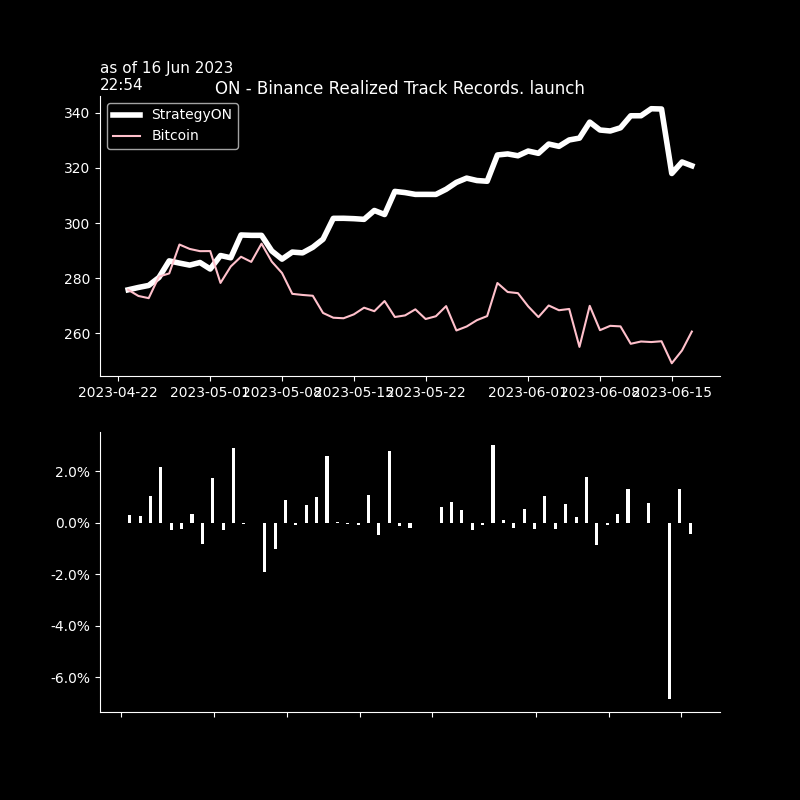 as of 16 Jun 2023
22:54
ON - Binance Realized Track Records. launch
StrategyON
Bitcoin
340
320
300
280
260
2023-04-22 2023-05-01 2023-05-08 2023-05-15 2023-05-22 2023-06-01 2023-06-08 2023-06-15
2.0%
0.0%
-2.0%
-4.0%
-6.0%